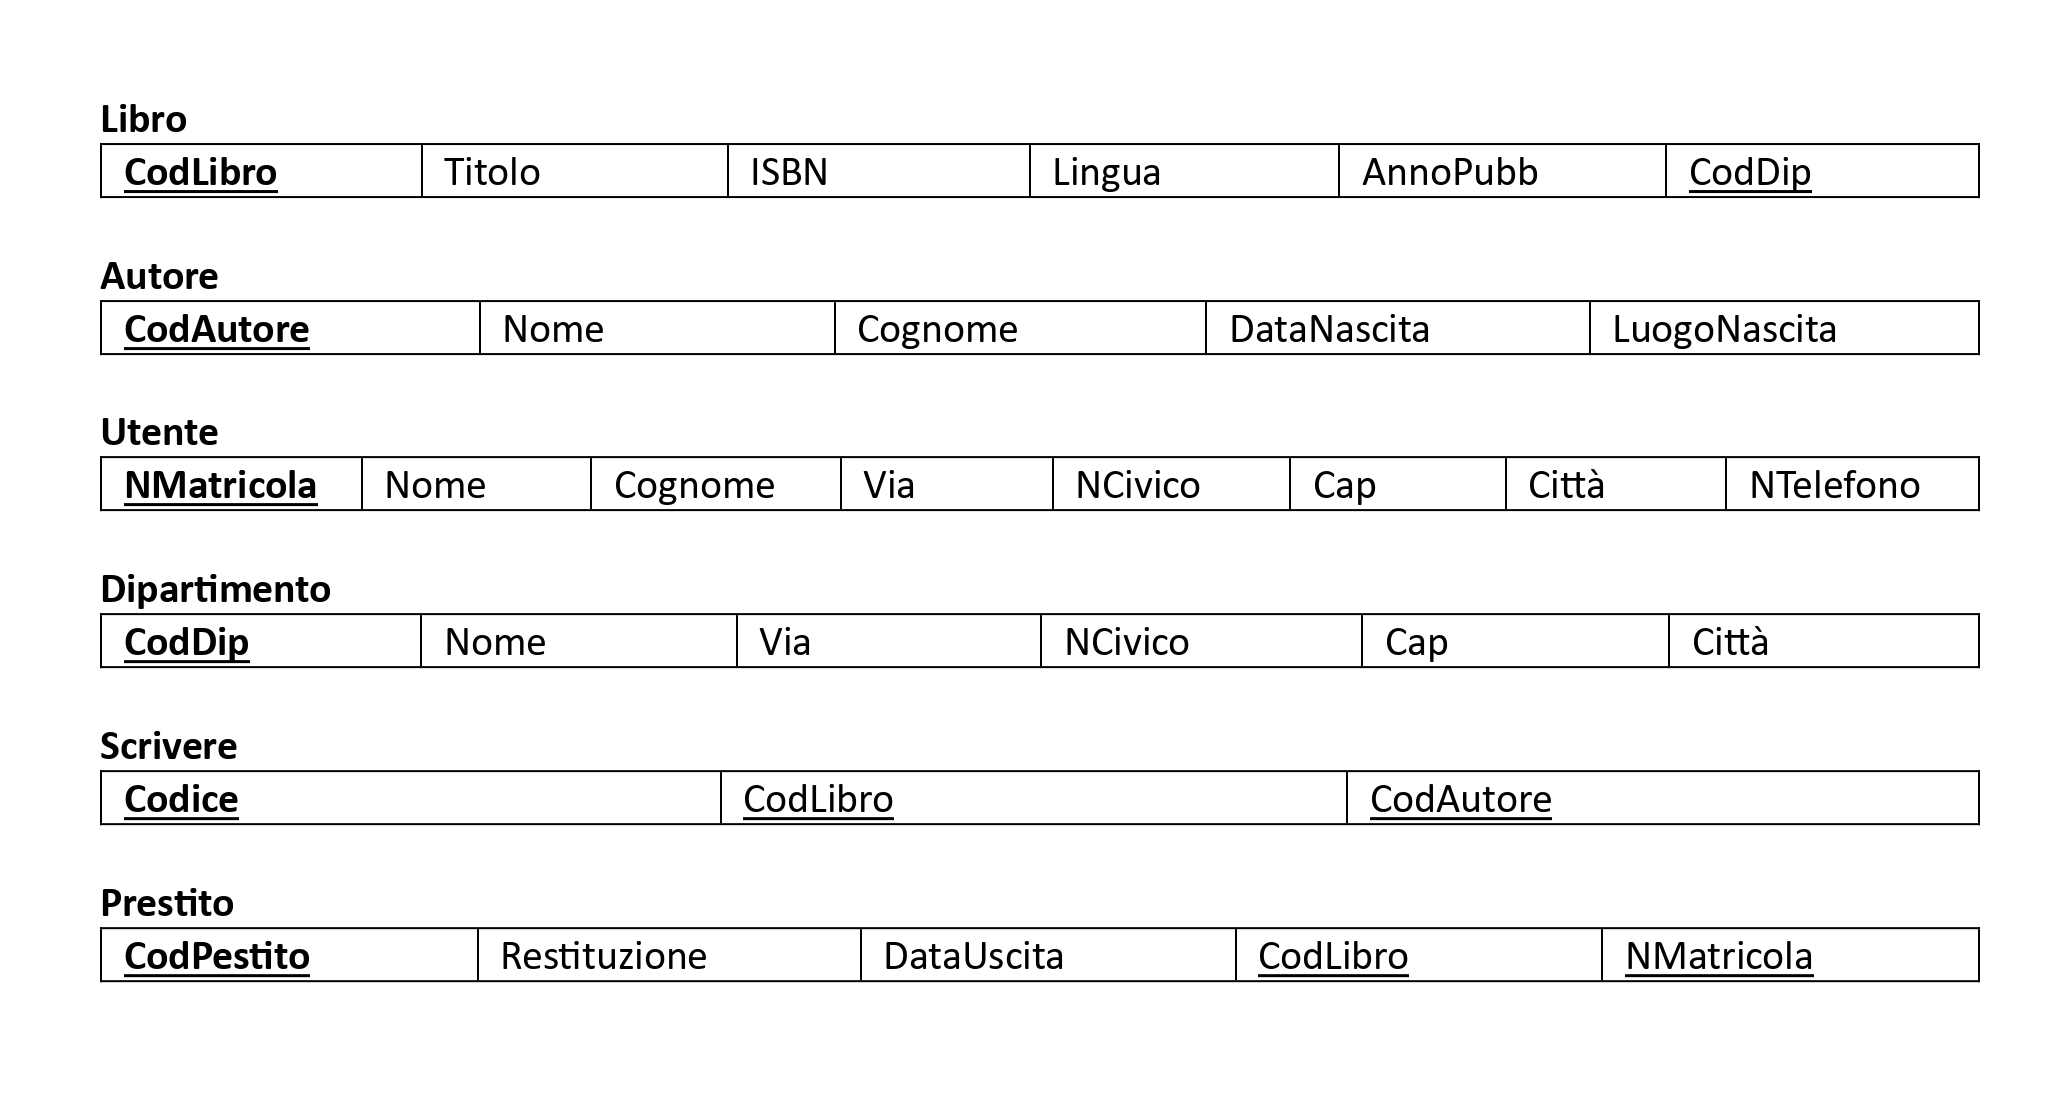 Libro
CodLibro Titolo ISBN Lingua AnnoPubb CodDip
Autore
CodAutore Nome Cognome DataNascita LuogoNascita
Utente
NMatricola Nome Cognome Via NCivico Cap Città NTelefono
Dipartimento
CodDip Nome Via NCivico Cap Città
Scrivere
Codice CodLibro CodAutore
Prestito
CodPestito Restituzione DataUscita CodLibro NMatricola